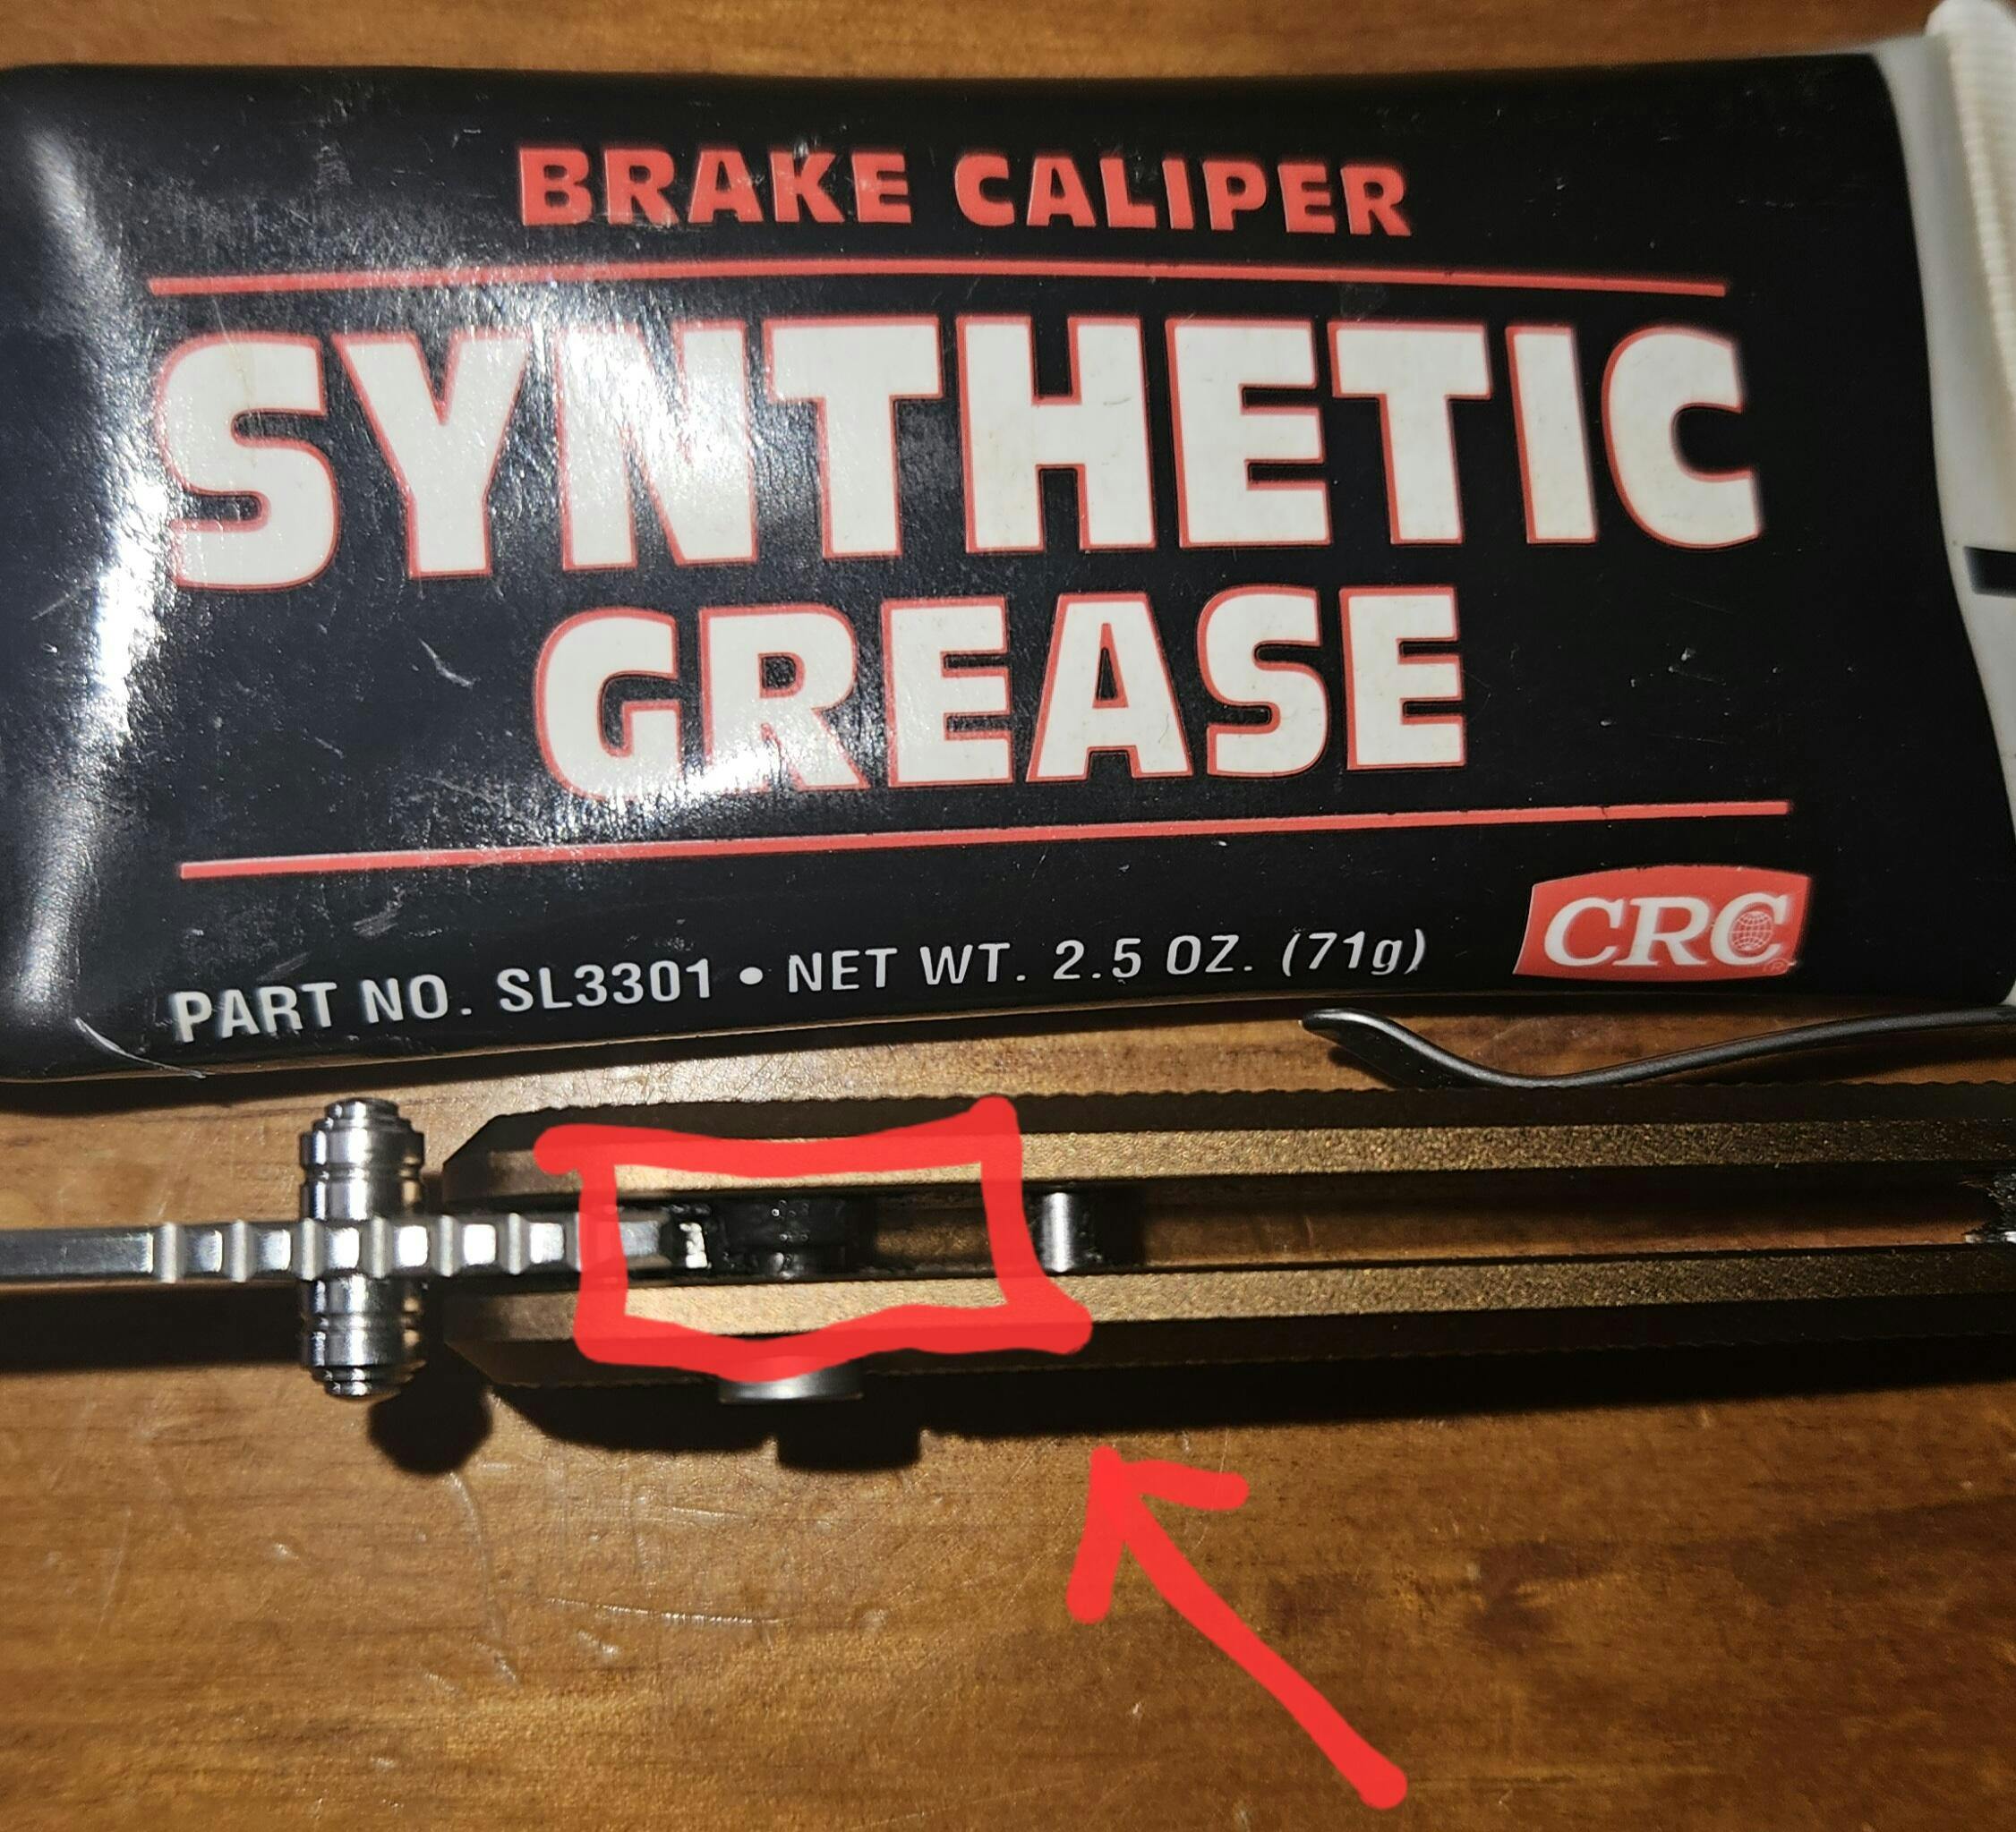 BRAKE CALIPER
SYNTHETIC
GREASE
PART NO. SL3301 • NET WT. 2.5 OZ. (71g)
CRC